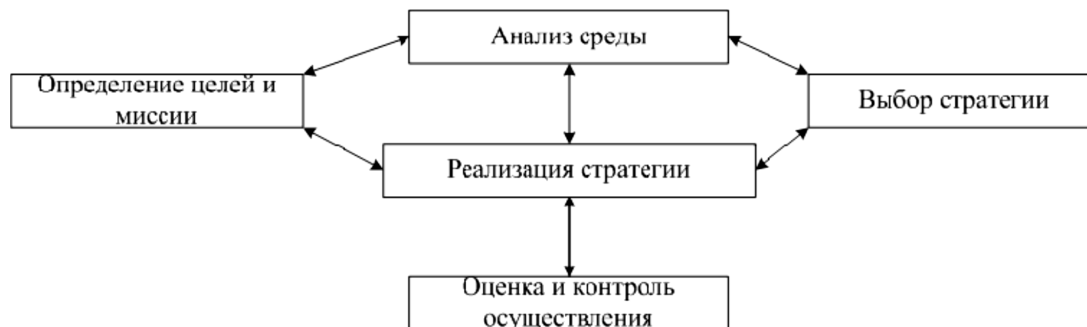 Анализ среды
Определение целей и
миссии
Выбор стратегии
Реализация стратегии
Оценка и контроль
осуществления